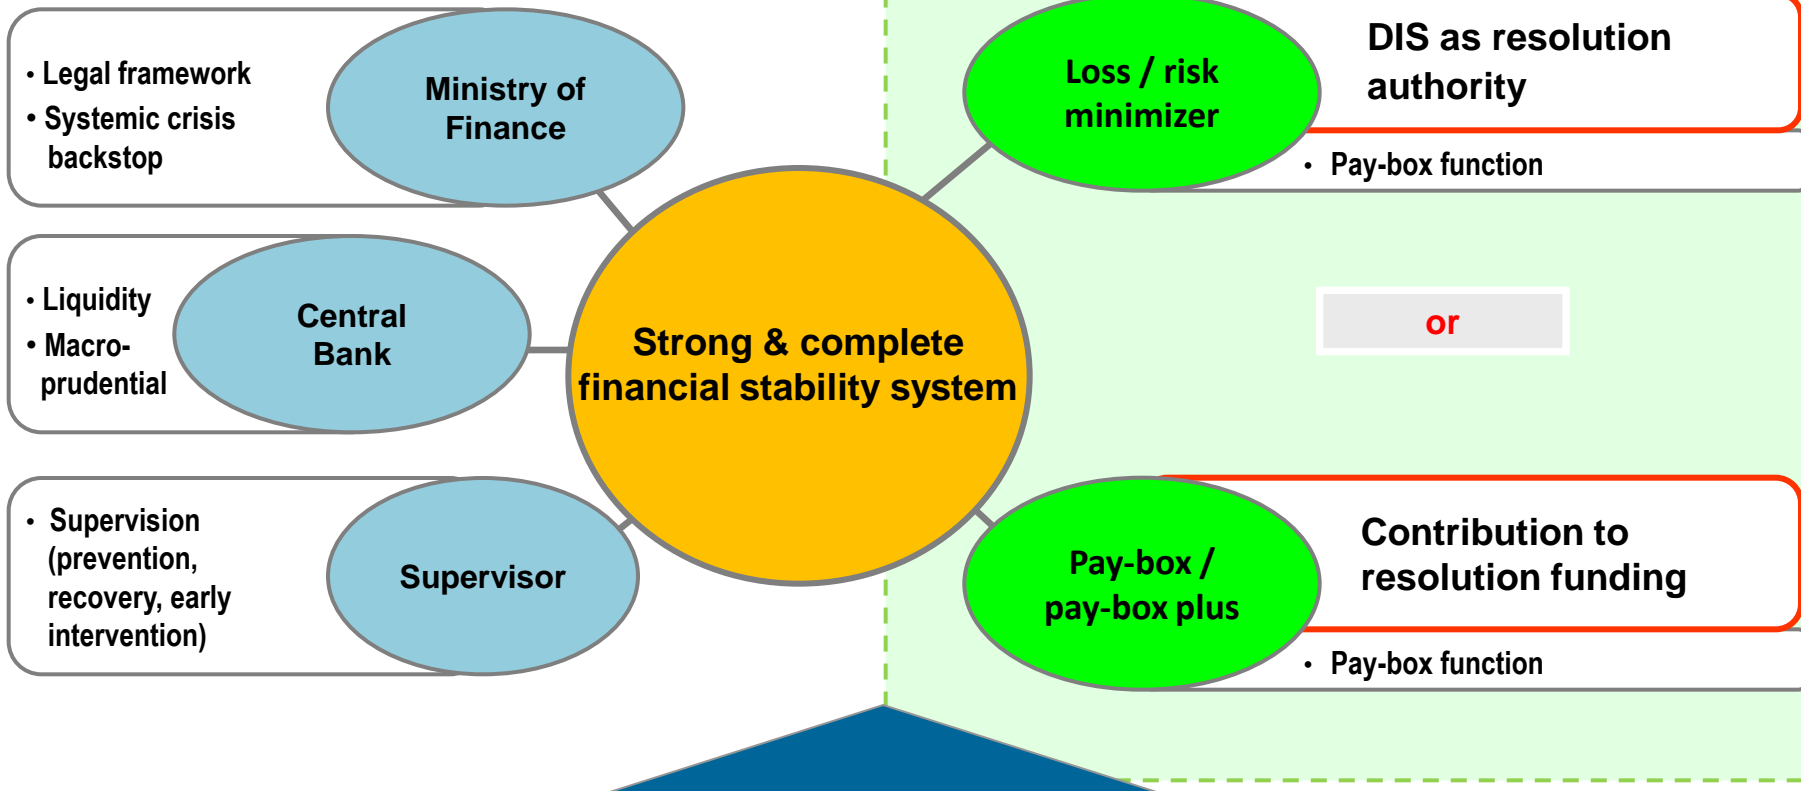 • Legal framework
• Systemic crisis
backstop
Ministry of
Finance
• Liquidity
• Macro-
prudential
Central
Bank
• Supervision
(prevention,
recovery, early
intervention)
Supervisor
Strong & complete
financial stability system
Loss / risk
minimizer
DIS as resolution
authority
• Pay-box function
or
Pay-box /
pay-box plus
Contribution to
resolution funding
• Pay-box function